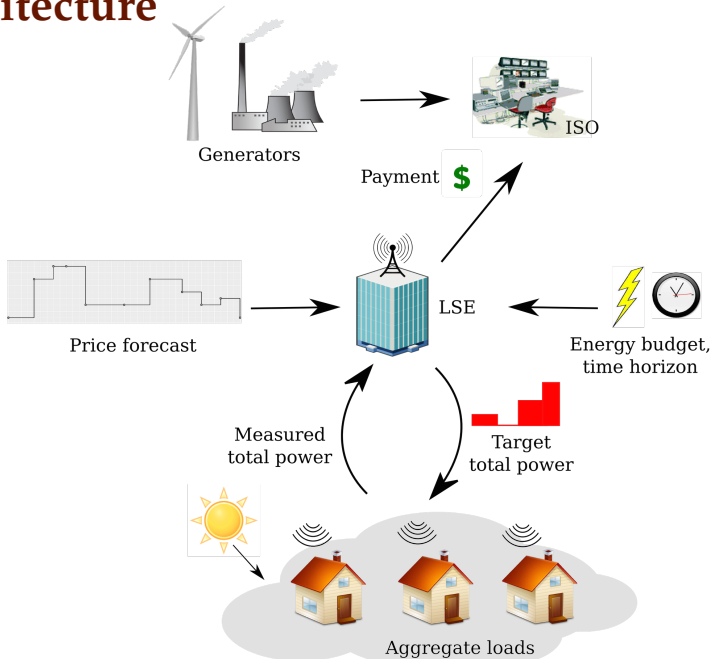 itecture
Generators
ISO
Payment $
Price forecast
LSE
Energy budget,
time horizon
Measured
total power
Target
total power
Aggregate loads